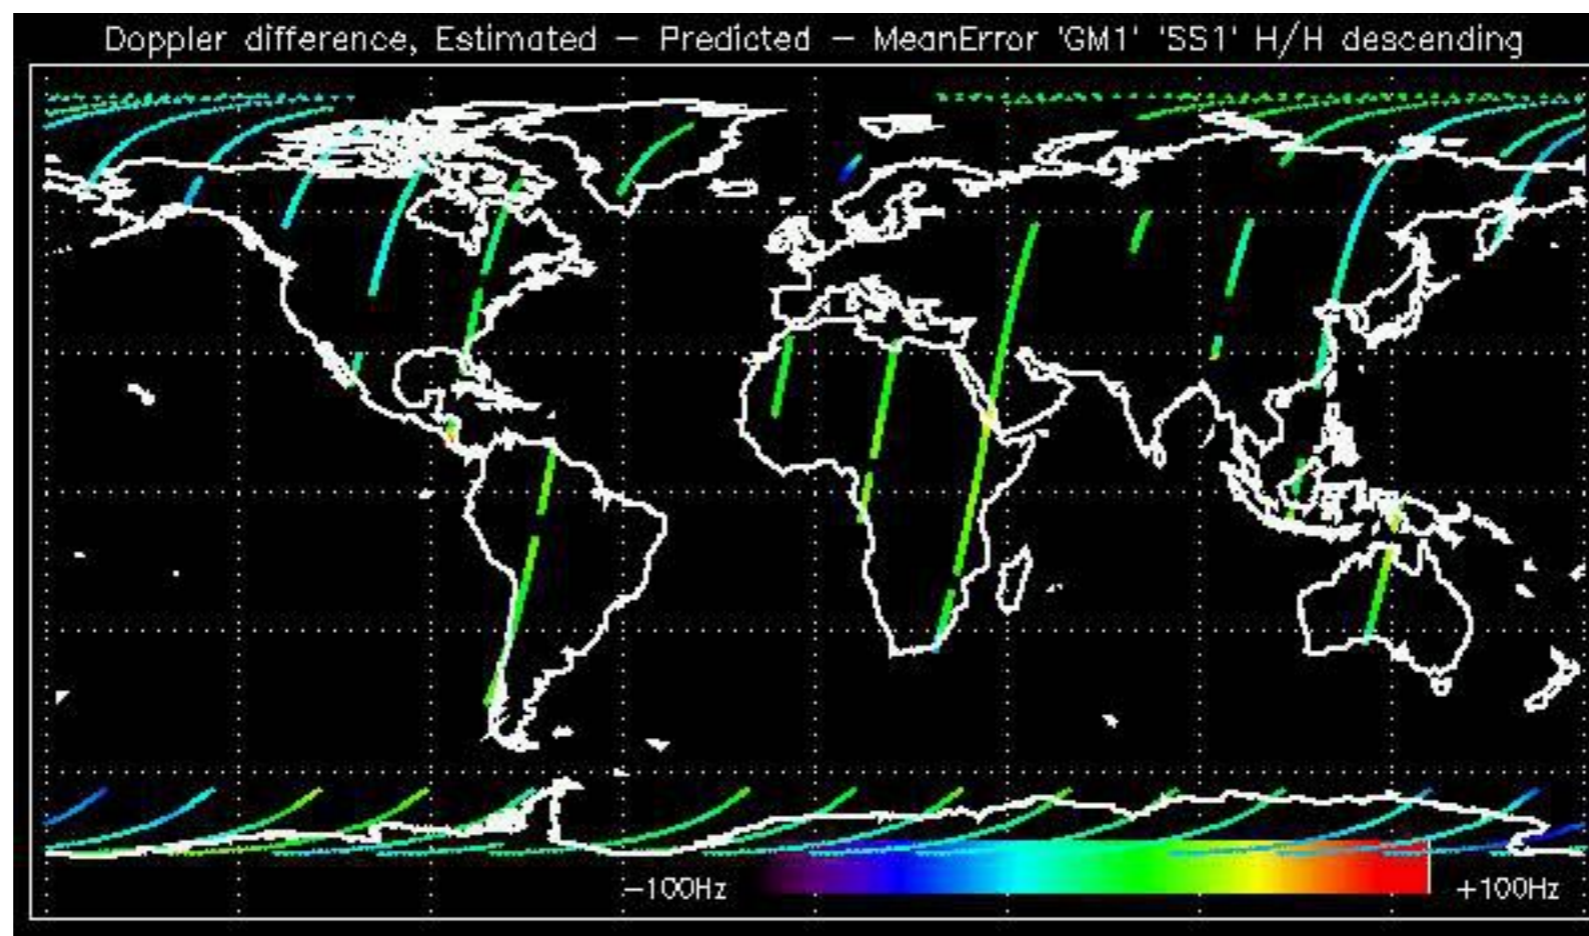 Doppler difference, Estimated – Predicted – MeanError 'GM1' 'SS1' H/H descending
-100Hz
+100Hz